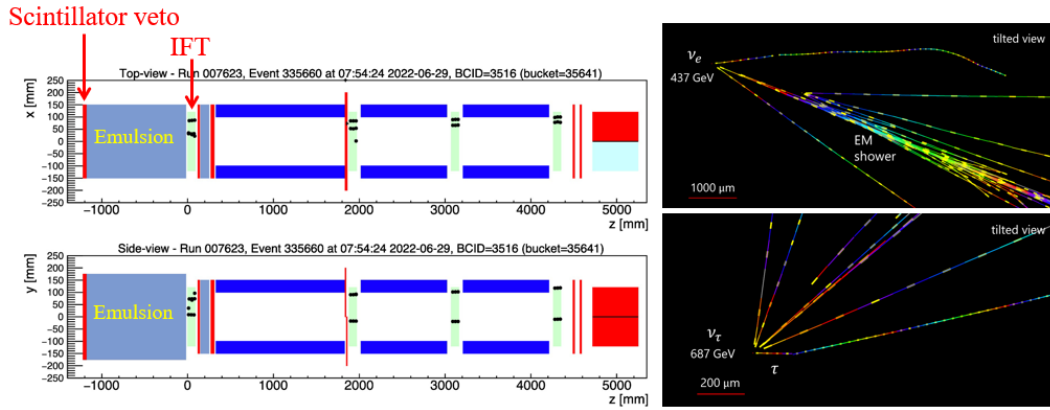 Scintillator veto
IFT
Top-view - Run 007623, Event 335660 at 07:54:24 2022-06-29, BCID=3516 (bucket=35641)
x [mm]
250
200
150
100
50
0
−50
−100
−150
−200
−250
Emulsion
−1000 0 1000 2000 3000 4000 5000
z [mm]
Side-view - Run 007623, Event 335660 at 07:54:24 2022-06-29, BCID=3516 (bucket=35641)
y [mm]
250
200
150
100
50
0
−50
−100
−150
−200
−250
Emulsion
−1000 0 1000 2000 3000 4000 5000
z [mm]
tilted view
νe
437 GeV
EM
shower
1000 μm
tilted view
ντ
687 GeV
τ
200 μm